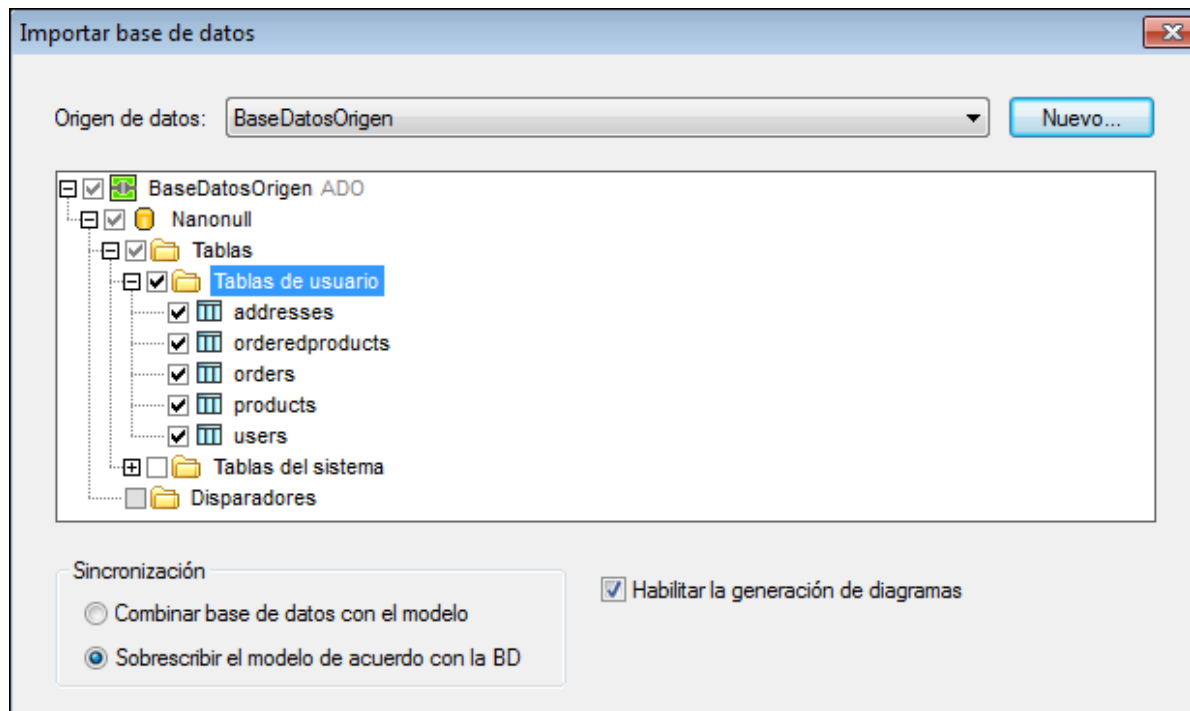 Importar base de datos
Origen de datos: BaseDatosOrigen Nuevo...
BaseDatosOrigen ADO
Nanonull
Tablas
Tablas de usuario
addresses
orderedproducts
orders
products
users
Tablas del sistema
Disparadores
Sincronización
Habilitar la generación de diagramas
Combinar base de datos con el modelo
Sobrescribir el modelo de acuerdo con la BD